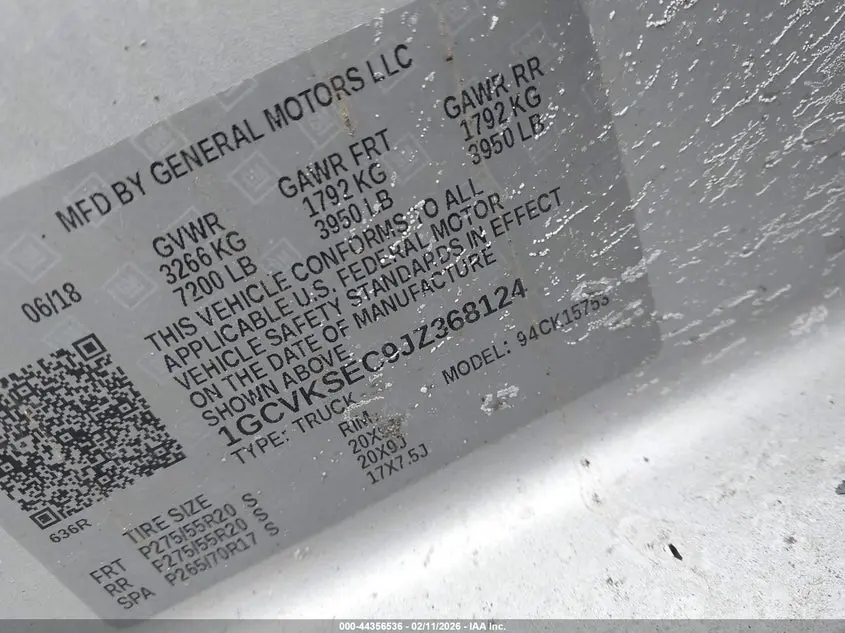 MFD BY GENERAL MOTORS LLC
06/18
GVWR
3266 KG
7200 LB
GAWR FRT
1792 KG
3950 LB
GAWR RR
1792 KG
3950 LB
THIS VEHICLE CONFORMS TO ALL
APPLICABLE U.S. FEDERAL MOTOR
VEHICLE SAFETY STANDARDS IN EFFECT
ON THE DATE OF MANUFACTURE
SHOWN ABOVE.
1GCVKSEC9JZ368124
TYPE: TRUCK
MODEL: 94CK15753
636R
TIRE SIZE
RIM
FRT P275/55R20 S 20X9J
RR P275/55R20 S 20X9J
SPA P265/70R17 S 17X7.5J
000-44356536 - 02/11/2026 - IAA Inc.